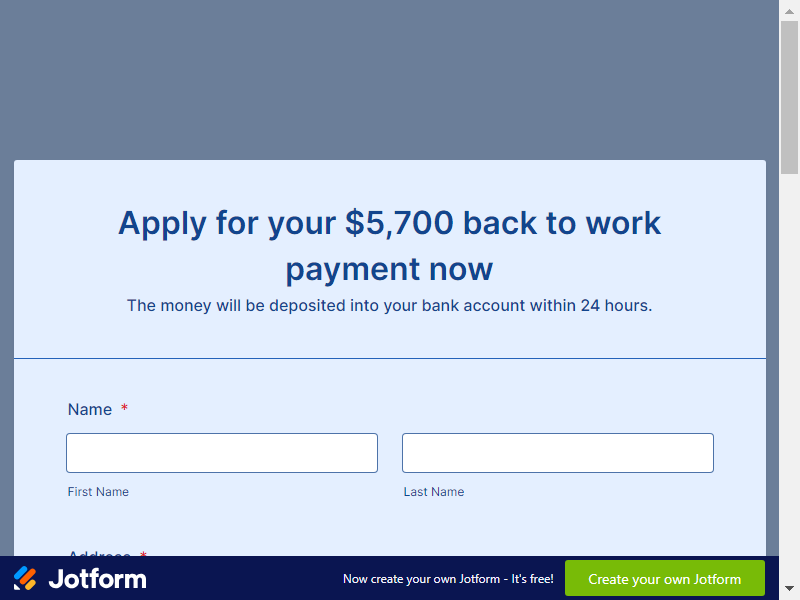 Apply for your $5,700 back to work
payment now
The money will be deposited into your bank account within 24 hours.
Name *
First Name
Last Name
Address *
Jotform
Now create your own Jotform - It's free!
Create your own Jotform